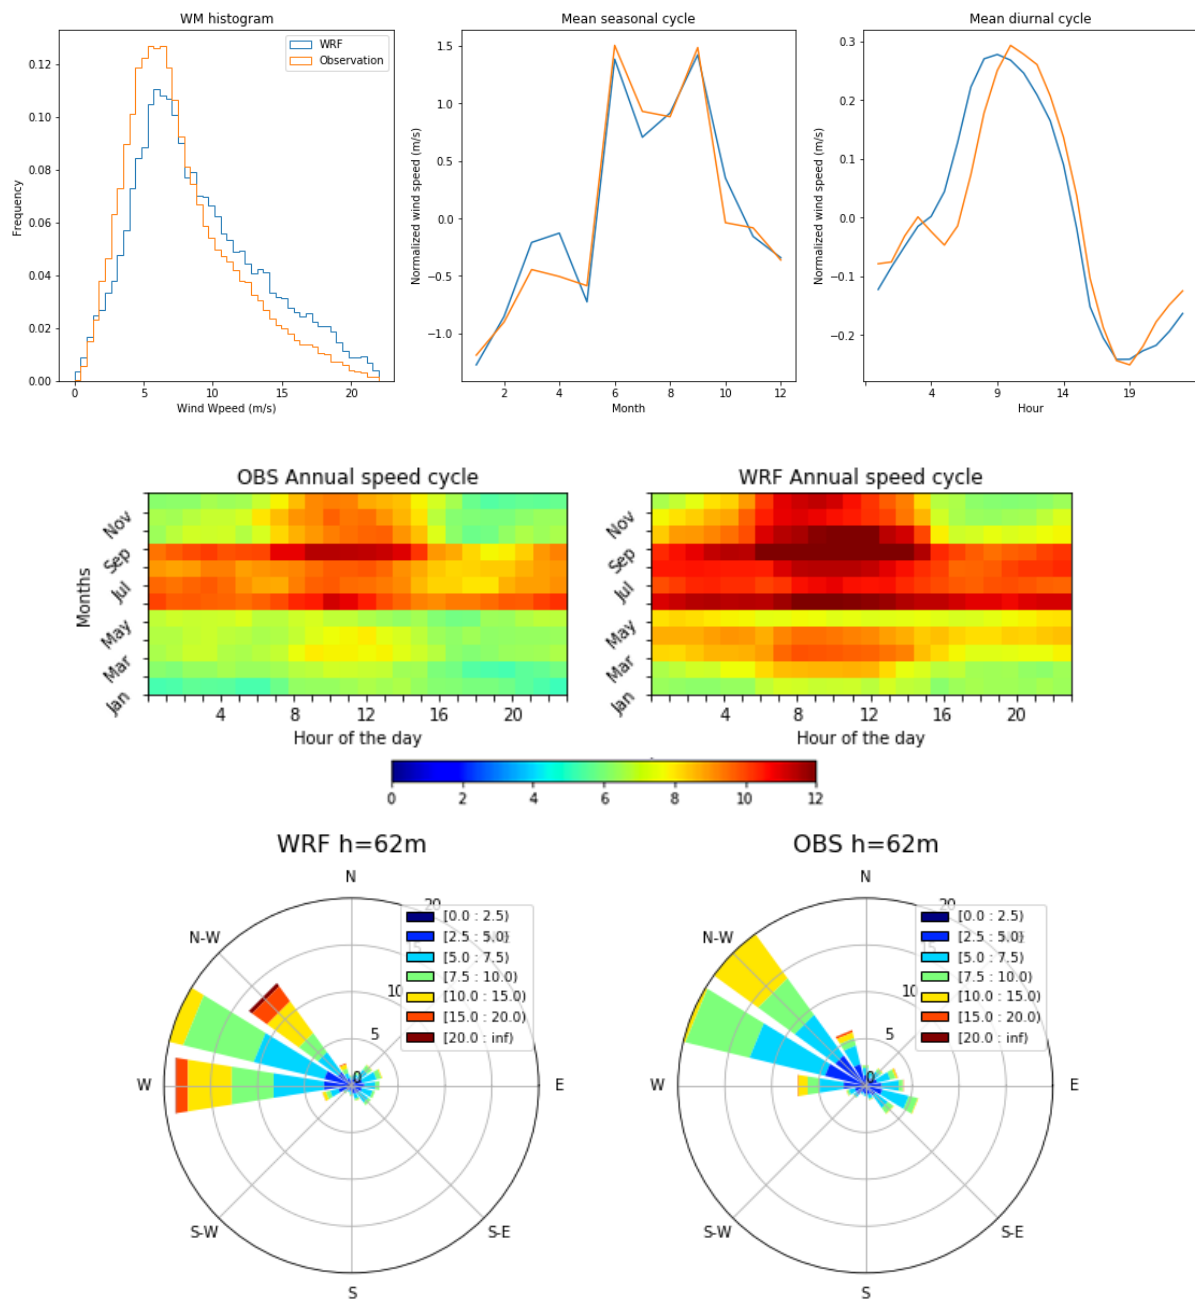 WM histogram
Mean seasonal cycle
Mean diurnal cycle
WRF
Observation
Frequency
0.12
0.10
0.08
0.06
0.04
0.02
0.00
0 5 10 15 20
Wind Wpeed (m/s)
Normalized wind speed (m/s)
1.5
1.0
0.5
0.0
−0.5
−1.0
2 4 6 8 10 12
Month
Normalized wind speed (m/s)
0.3
0.2
0.1
0.0
−0.1
−0.2
4 9 14 19
Hour
OBS Annual speed cycle
Months
Nov
Sep
Jul
May
Mar
Jan
4 8 12 16 20
Hour of the day
WRF Annual speed cycle
Nov
Sep
Jul
May
Mar
Jan
4 8 12 16 20
Hour of the day
0 2 4 6 8 10 12
WRF h=62m
N
N-W
W
S-W
S
S-E
E
20
10
5
0
[0.0 : 2.5)
[2.5 : 5.0)
[5.0 : 7.5)
[7.5 : 10.0)
[10.0 : 15.0)
[15.0 : 20.0)
[20.0 : inf)
OBS h=62m
N
N-W
W
S-W
S
S-E
E
20
10
5
0
[0.0 : 2.5)
[2.5 : 5.0)
[5.0 : 7.5)
[7.5 : 10.0)
[10.0 : 15.0)
[15.0 : 20.0)
[20.0 : inf)